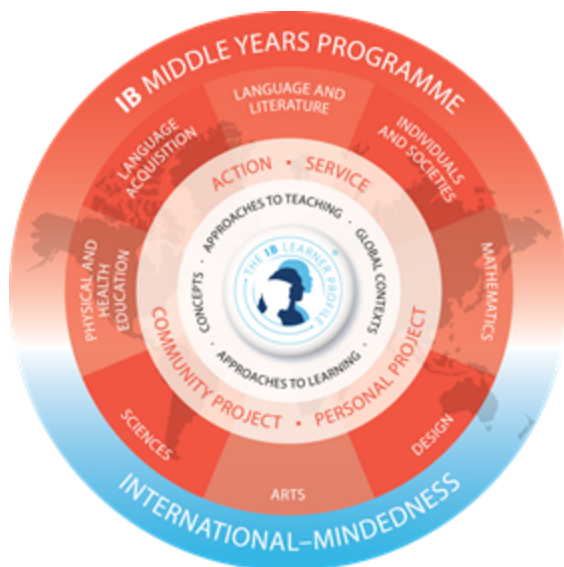 IB MIDDLE YEARS PROGRAMME
LANGUAGE AND
LITERATURE
LANGUAGE
ACQUISITION
INDIVIDUALS
AND SOCIETIES
PHYSICAL AND
HEALTH
EDUCATION
MATHEMATICS
SCIENCES
DESIGN
ARTS
ACTION • SERVICE
COMMUNITY PROJECT • PERSONAL PROJECT
APPROACHES TO TEACHING · GLOBAL CONTEXTS · APPROACHES TO LEARNING · CONCEPTS ·
THE IB LEARNER PROFILE
®
INTERNATIONAL–MINDEDNESS